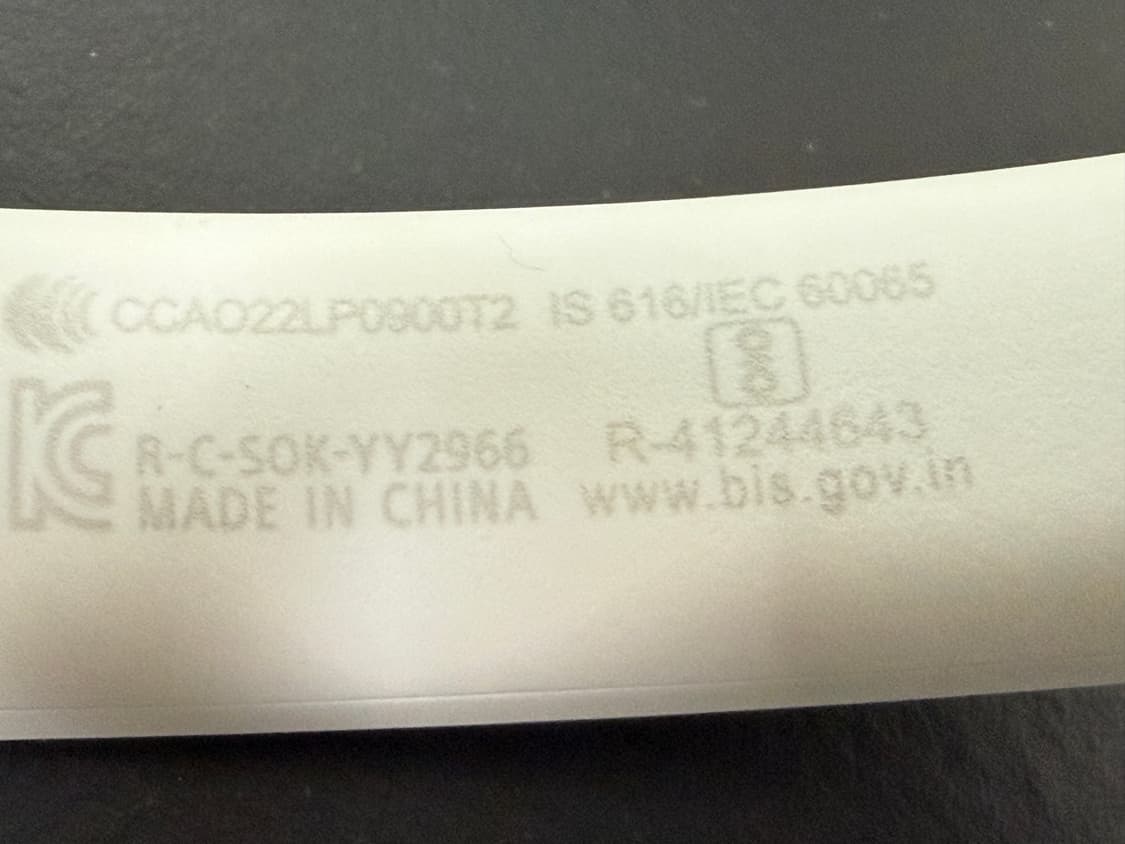 CCAO22LP0900T2 IS 616/IEC 60065
R-C-SOK-YY2966 R-41244643
MADE IN CHINA www.bis.gov.in